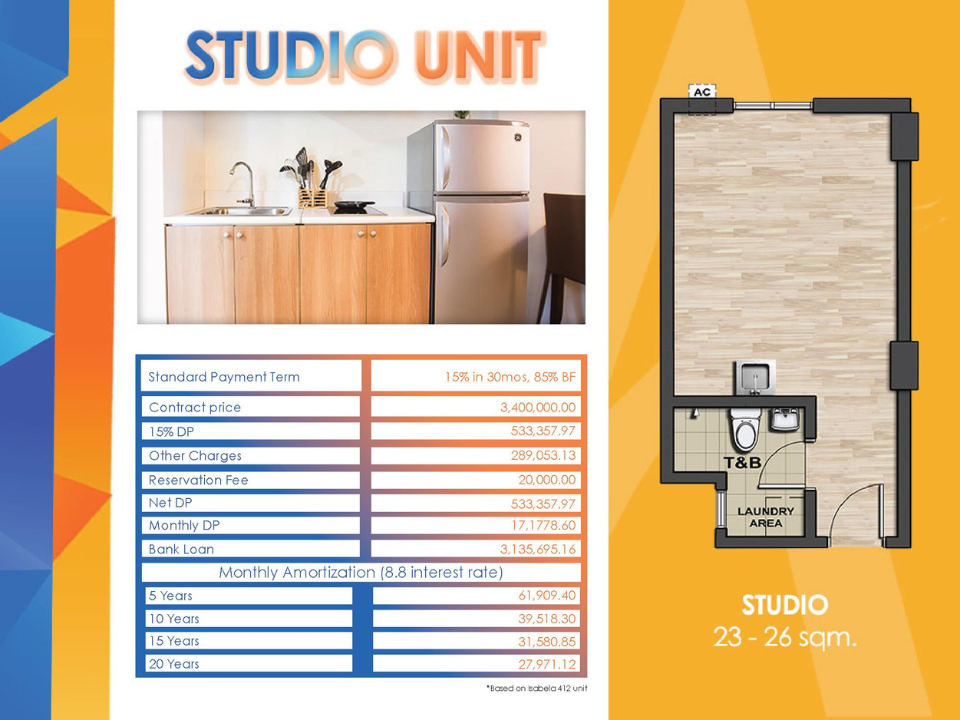 STUDIO UNIT
Standard Payment Term 15% in 30mos, 85% BF
Contract price 3,400,000.00
15% DP 533,357.97
Other Charges 289,053.13
Reservation Fee 20,000.00
Net DP 533,357.97
Monthly DP 17,1778.60
Bank Loan 3,135,695.16
Monthly Amortization (8.8 interest rate)
5 Years 61,909.40
10 Years 39,518.30
15 Years 31,580.85
20 Years 27,971.12
*Based on Isabela 412 unit
AC
T&B
LAUNDRY
AREA
STUDIO
23 - 26 sqm.